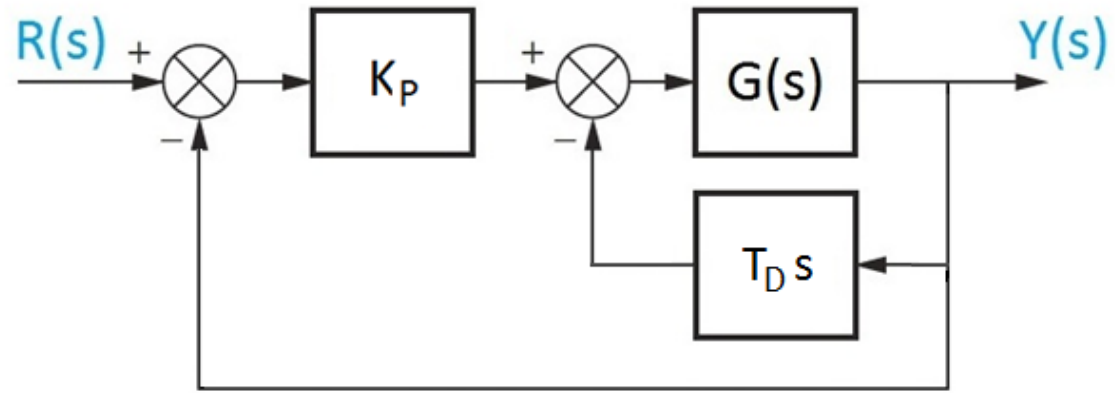 R(s)
+
−
K_P
+
−
G(s)
Y(s)
T_D s